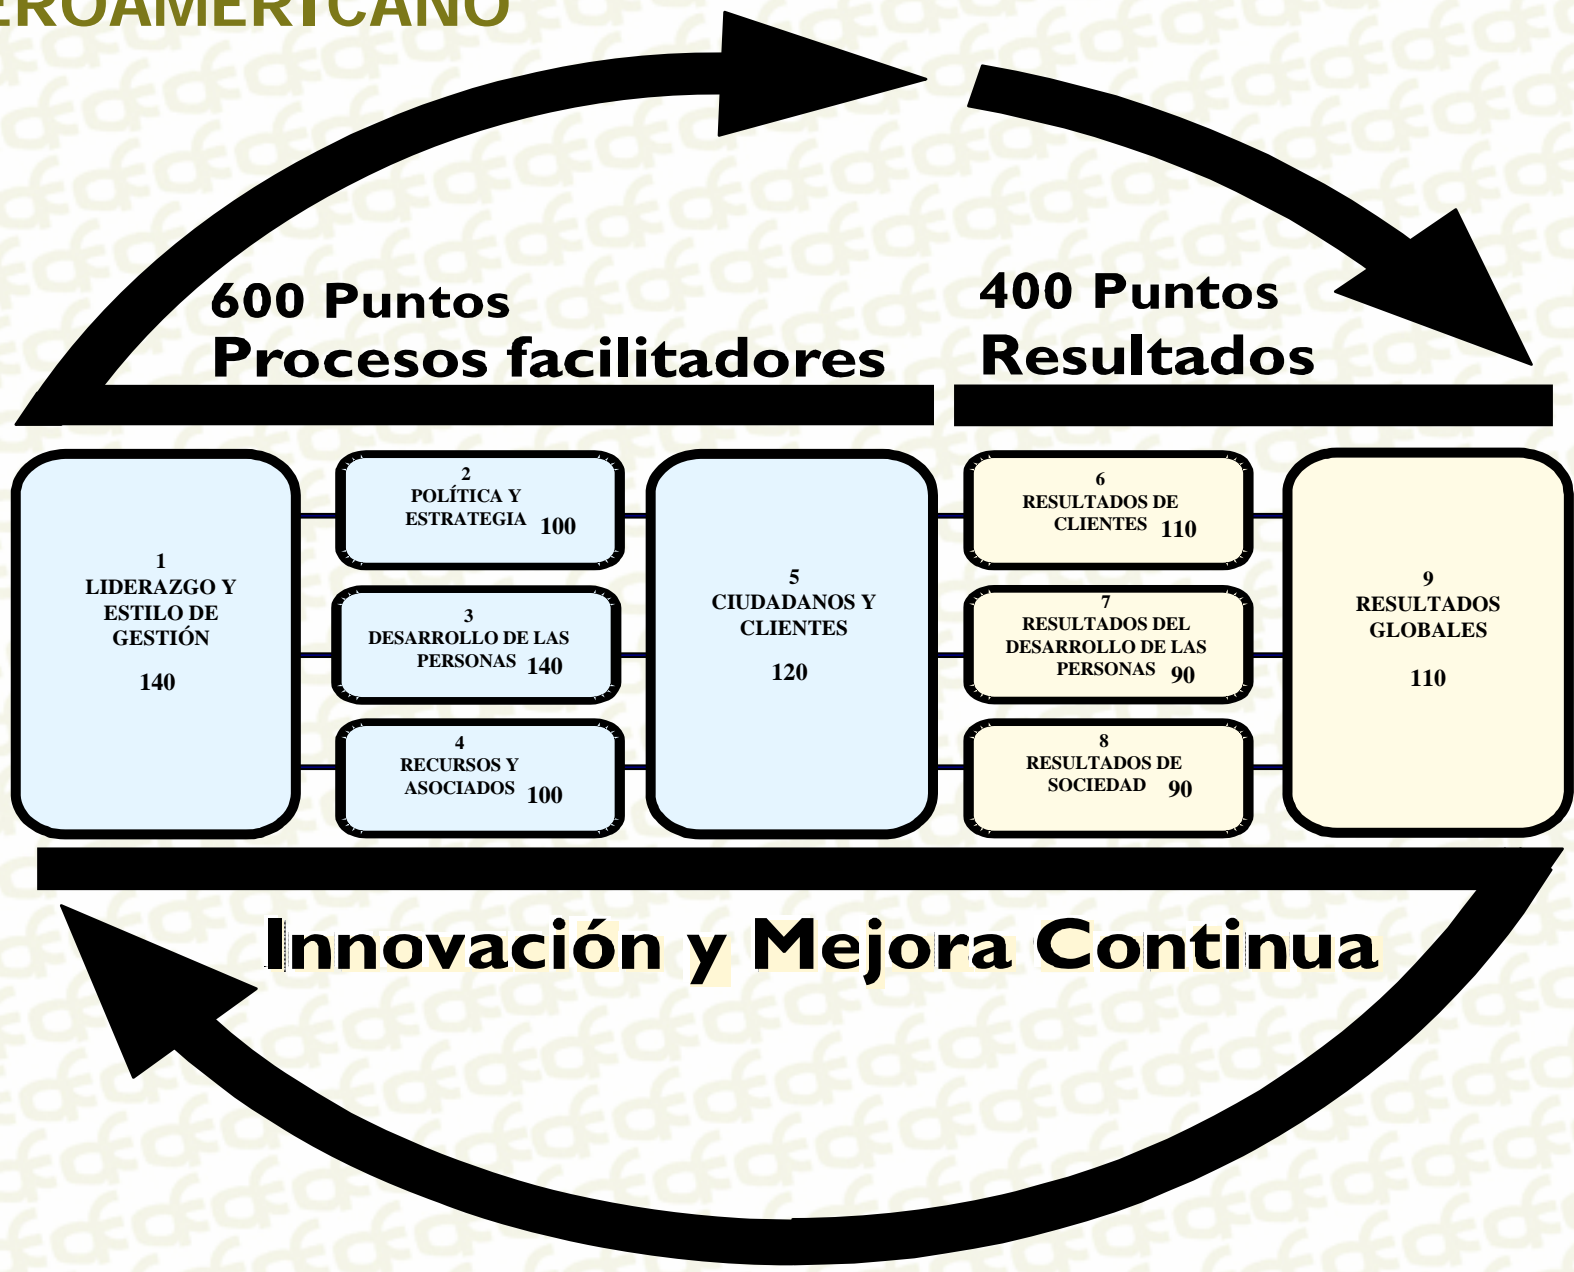 EROAMERICANO
600 Puntos
Procesos facilitadores
400 Puntos
Resultados
1
LIDERAZGO Y
ESTILO DE
GESTIÓN
140
2
POLÍTICA Y
ESTRATEGIA 100
3
DESARROLLO DE LAS
PERSONAS 140
4
RECURSOS Y
ASOCIADOS 100
5
CIUDADANOS Y
CLIENTES
120
6
RESULTADOS DE
CLIENTES 110
7
RESULTADOS DEL
DESARROLLO DE LAS
PERSONAS 90
8
RESULTADOS DE
SOCIEDAD 90
9
RESULTADOS
GLOBALES
110
Innovación y Mejora Continua